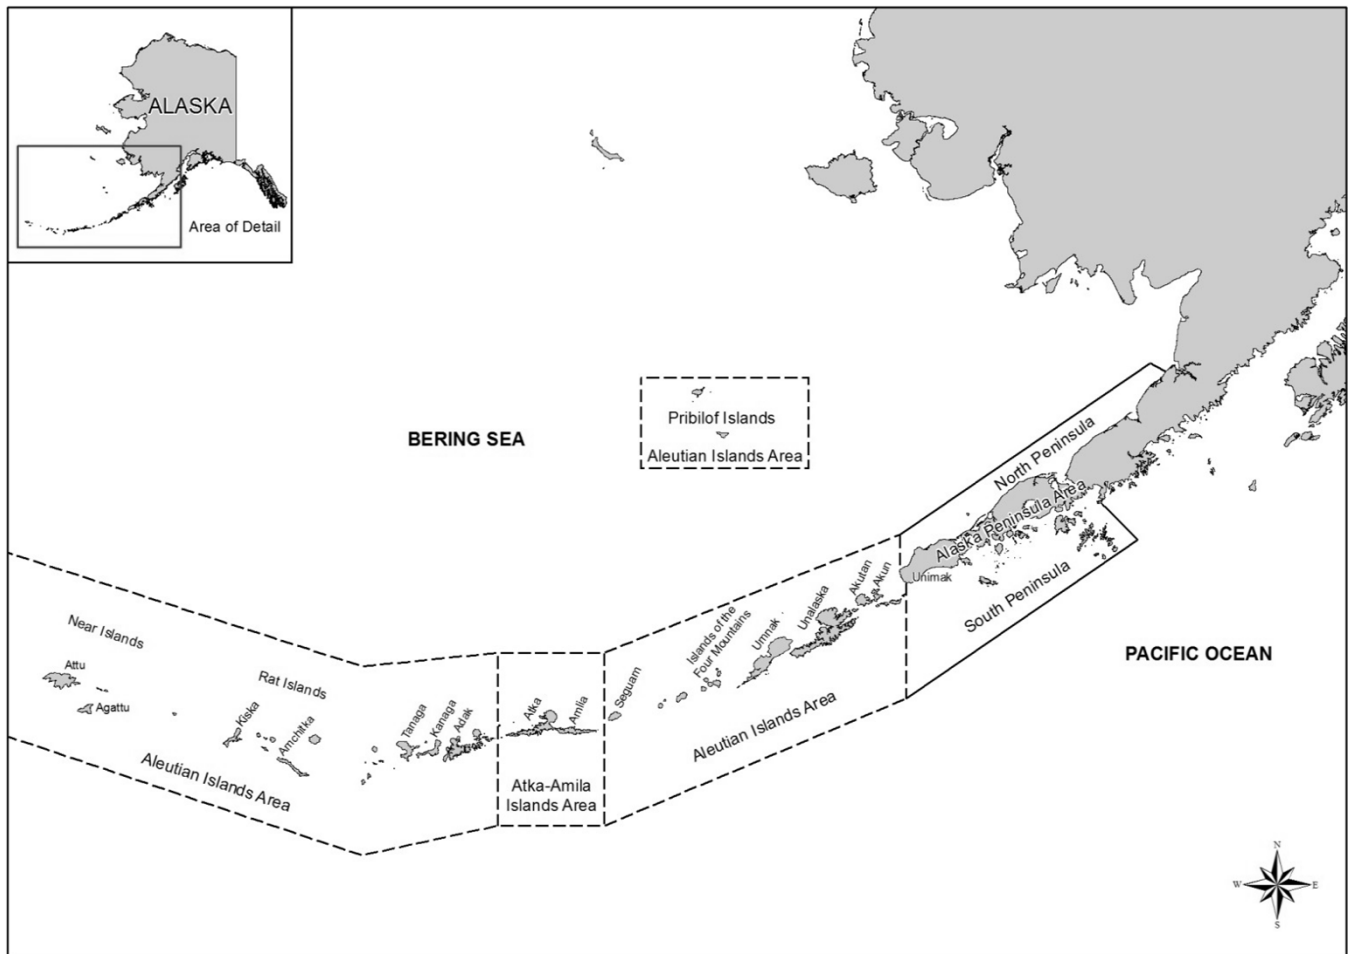 ALASKA
Area of Detail
BERING SEA
Pribilof Islands
Aleutian Islands Area
North Peninsula
Alaska Peninsula Area
South Peninsula
Unimak
PACIFIC OCEAN
Near Islands
Attu
Agattu
Rat Islands
Kiska
Amchitka
Aleutian Islands Area
Tanaga
Kanaga
Adak
Atka
Amlia
Atka-Amila
Islands Area
Seguam
Islands of the
Four Mountains
Umnak
Unalaska
Akutan
Akun
Aleutian Islands Area
N
W
E
S